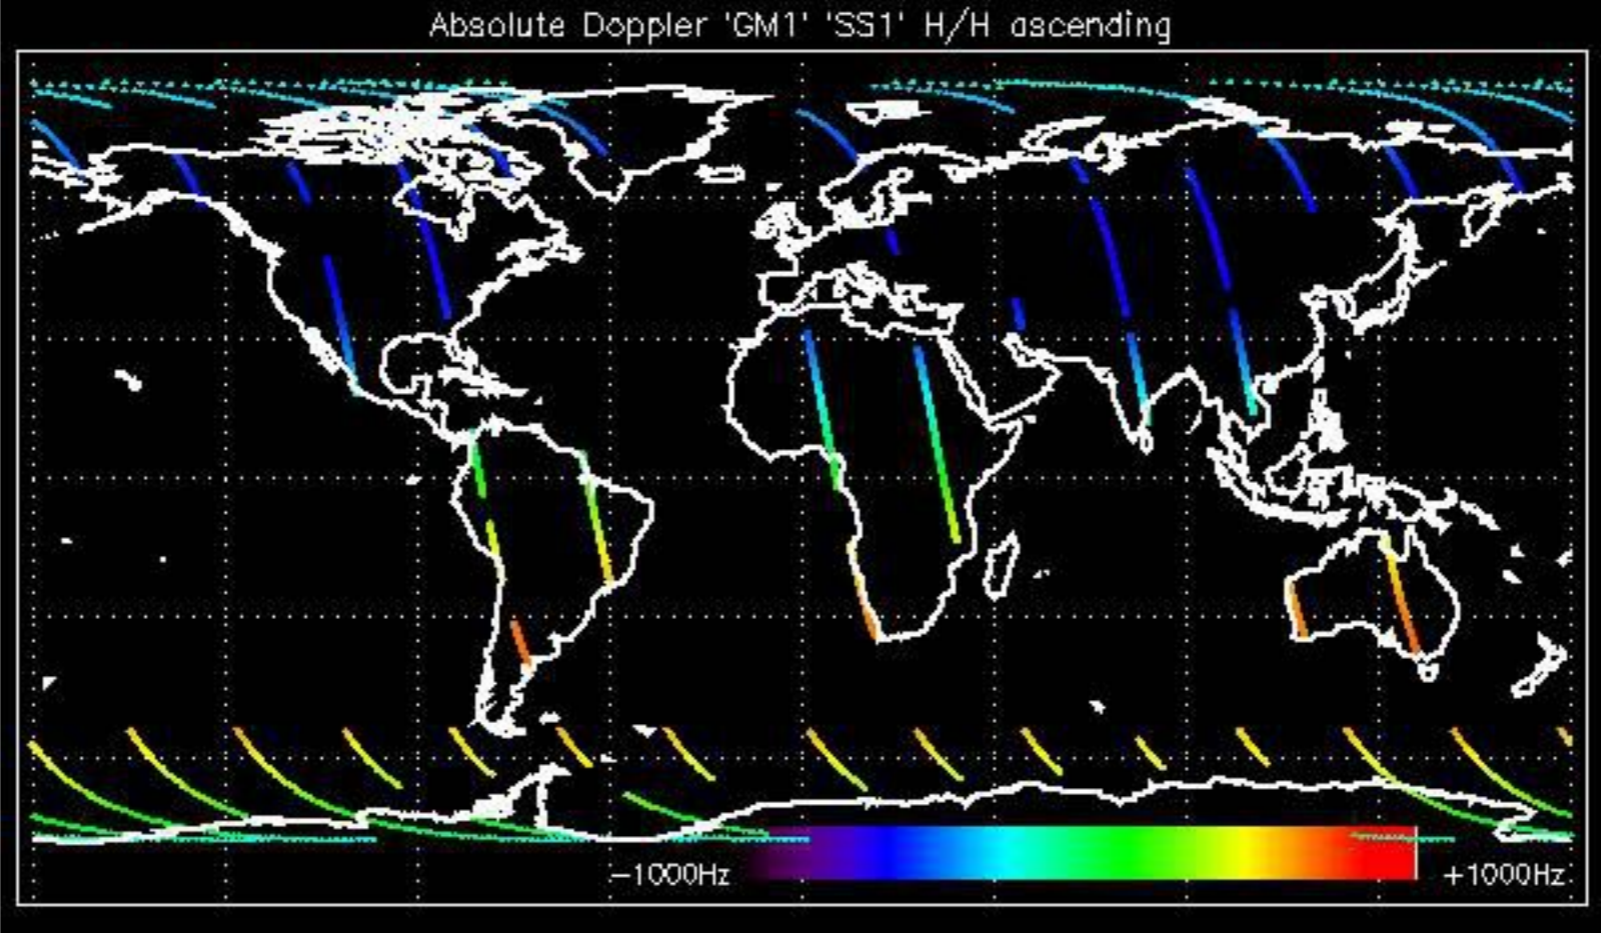 Absolute Doppler 'GM1' 'SS1' H/H ascending
−1000Hz
+1000Hz